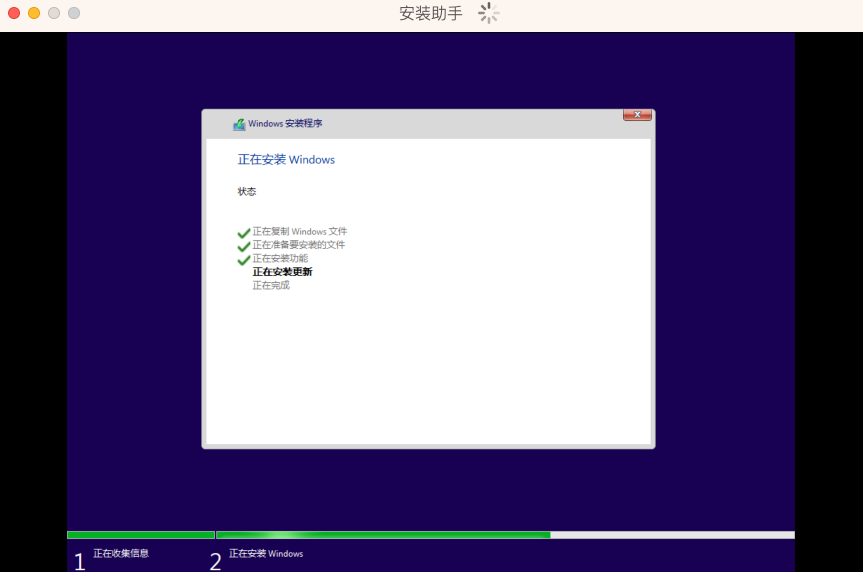 安装助手
Windows 安装程序
正在安装 Windows
状态
正在复制 Windows 文件
正在准备要安装的文件
正在安装功能
正在安装更新
正在完成
1 正在收集信息
2 正在安装 Windows